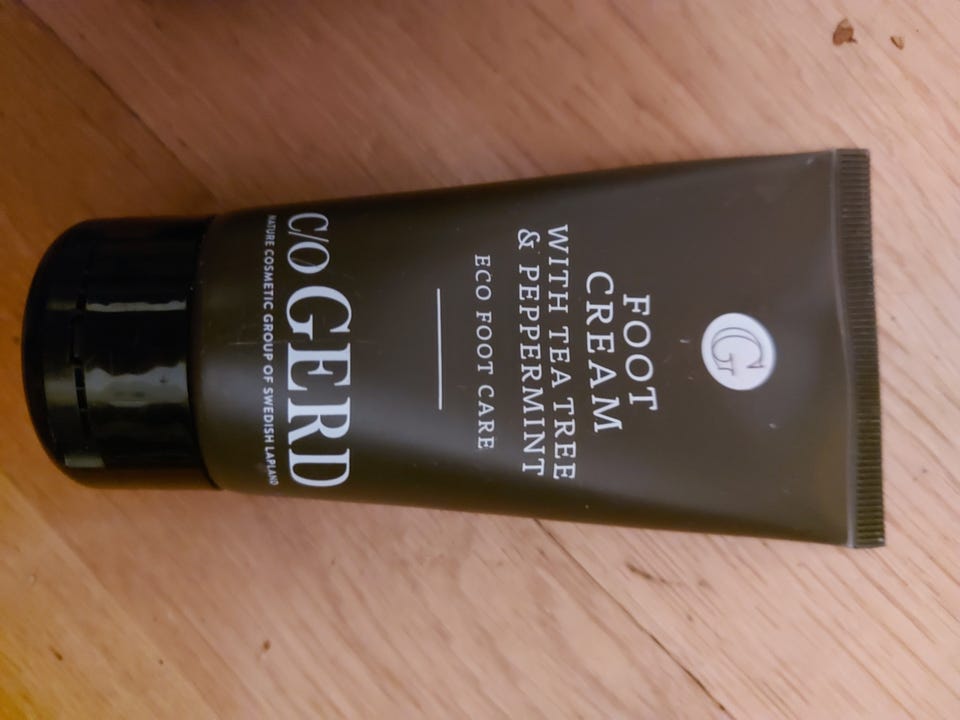 G
FOOT
CREAM
WITH TEA TREE
& PEPPERMINT
ECO FOOT CARE
C/O GERD
NATURE COSMETIC GROUP OF SWEDISH LAPLAND